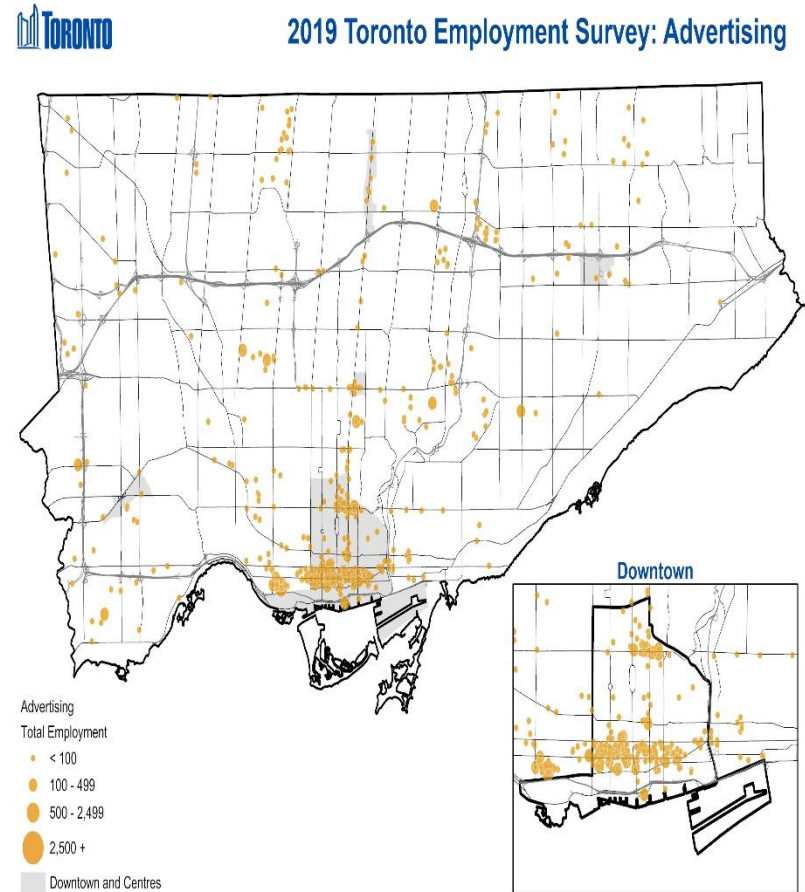 TORONTO
2019 Toronto Employment Survey: Advertising
Downtown
Advertising
Total Employment
< 100
100 - 499
500 - 2,499
2,500 +
Downtown and Centres